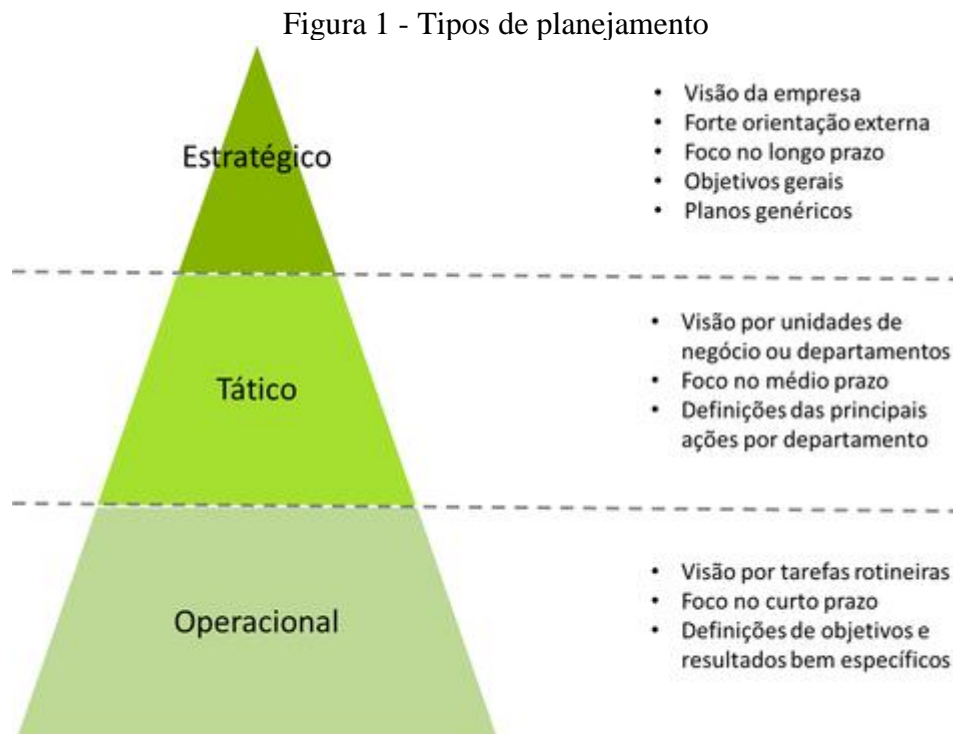 Figura 1 - Tipos de planejamento
Estratégico
• Visão da empresa
• Forte orientação externa
• Foco no longo prazo
• Objetivos gerais
• Planos genéricos
Tático
• Visão por unidades de
negócio ou departamentos
• Foco no médio prazo
• Definições das principais
ações por departamento
Operacional
• Visão por tarefas rotineiras
• Foco no curto prazo
• Definições de objetivos e
resultados bem específicos